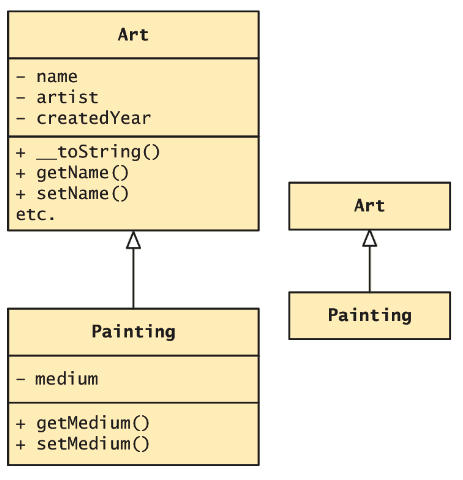 Art
- name
- artist
- createdYear
+ __toString()
+ getName()
+ setName()
etc.
Painting
- medium
+ getMedium()
+ setMedium()
Art
Painting